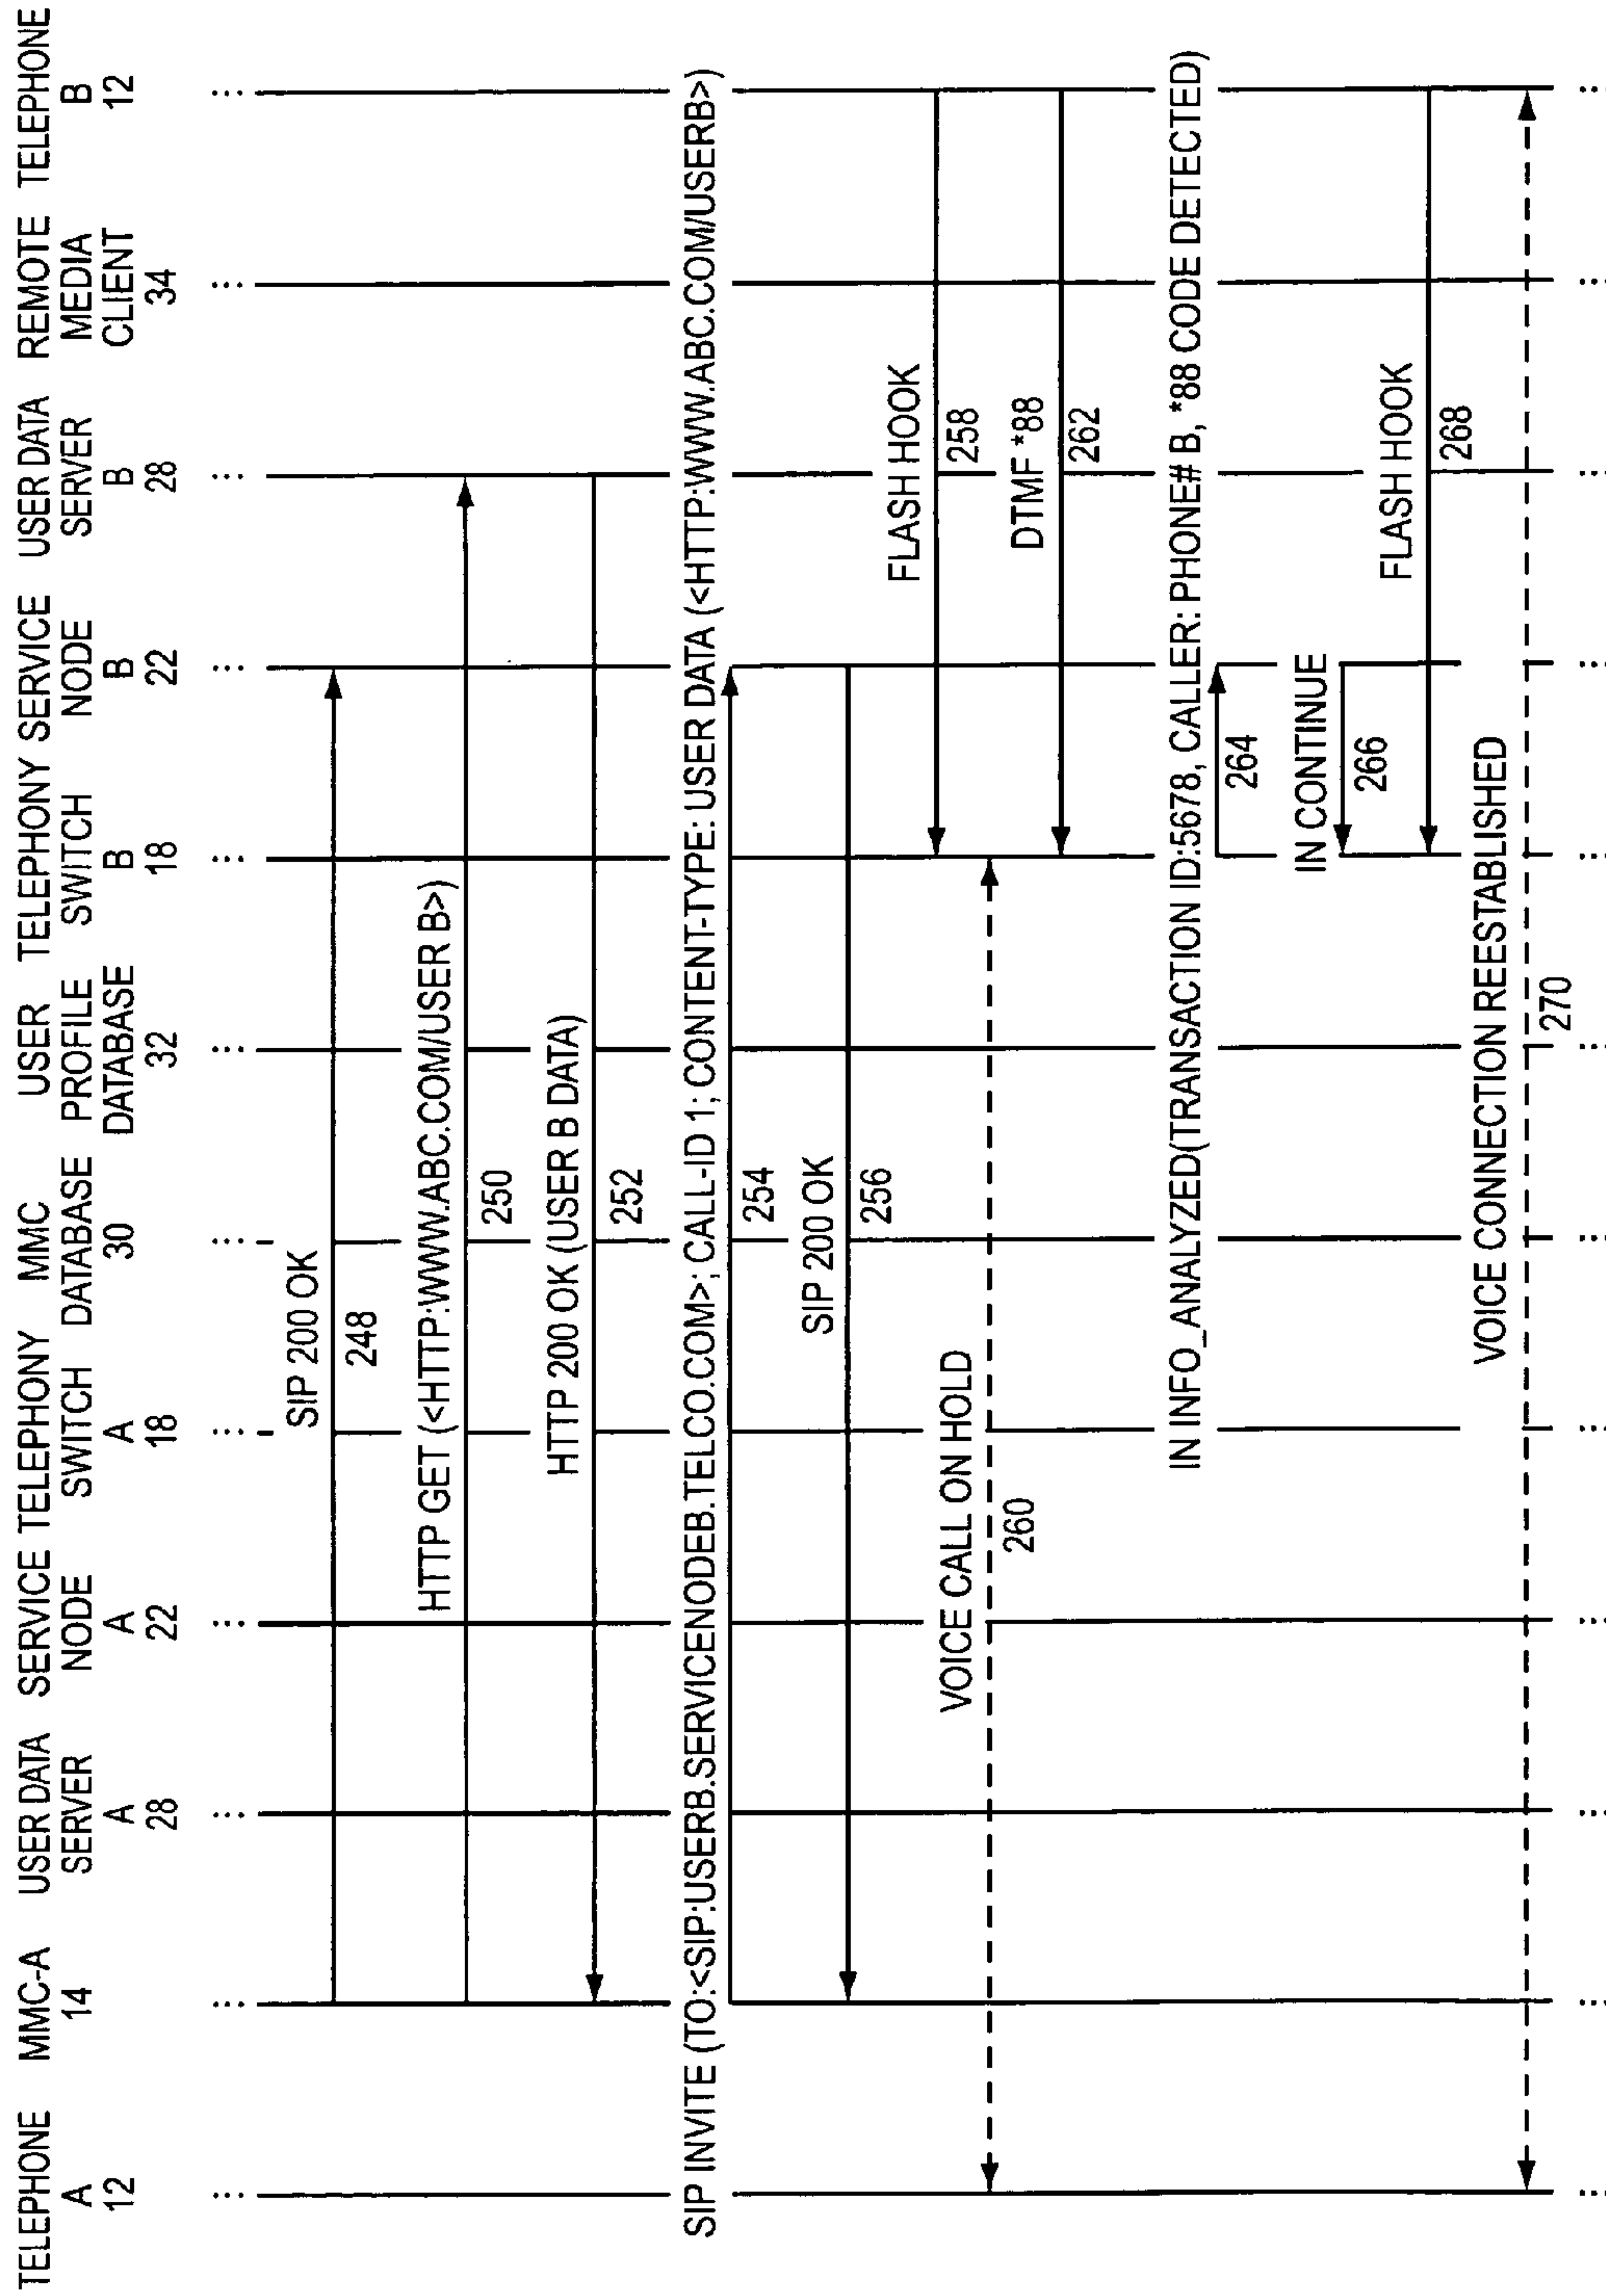 TELEPHONE
A
12
MMC-A
14
USER DATA
SERVER
A
28
SERVICE
NODE
A
22
TELEPHONY
SWITCH
A
18
MMC
DATABASE
30
MMC
USER
PROFILE
DATABASE
32
TELEPHONY
SWITCH
B
18
SERVICE
NODE
B
22
USER DATA
SERVER
B
28
REMOTE
MEDIA
CLIENT
34
TELEPHONE
B
12
SIP 200 OK
248
HTTP GET (<HTTP:WWW.ABC.COM/USER B>)
250
HTTP 200 OK (USER B DATA)
252
SIP INVITE (TO:<SIP:USERB.SERVICENODEB.TELCO.COM>; CALL-ID 1; CONTENT-TYPE: USER DATA (<HTTP:WWW.ABC.COM/USERB>)
254
SIP 200 OK
256
FLASH HOOK
258
VOICE CALL ON HOLD
260
DTMF *88
262
IN INFO_ANALYZED(TRANSACTION ID:5678, CALLER: PHONE# B, *88 CODE DETECTED)
264
IN CONTINUE
266
FLASH HOOK
268
VOICE CONNECTION REESTABLISHED
270